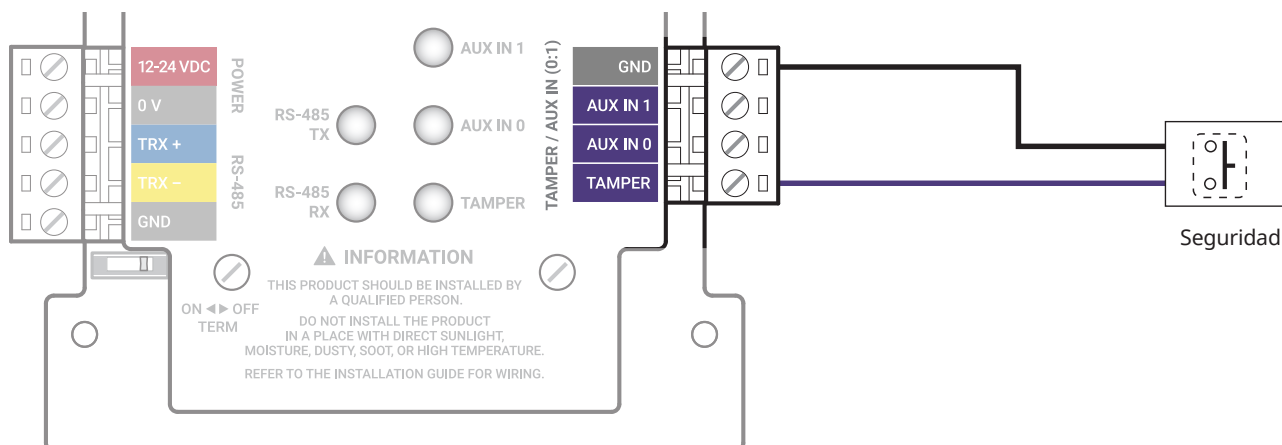 12-24 VDC
0 V
TRX +
TRX –
GND
POWER
RS-485
AUX IN 1
RS-485
TX
AUX IN 0
RS-485
RX
TAMPER
TAMPER / AUX IN (0:1)
GND
AUX IN 1
AUX IN 0
TAMPER
Seguridad
ON ◀▶ OFF
TERM
⚠ INFORMATION
THIS PRODUCT SHOULD BE INSTALLED BY
A QUALIFIED PERSON.
DO NOT INSTALL THE PRODUCT
IN A PLACE WITH DIRECT SUNLIGHT,
MOISTURE, DUSTY, SOOT, OR HIGH TEMPERATURE.
REFER TO THE INSTALLATION GUIDE FOR WIRING.